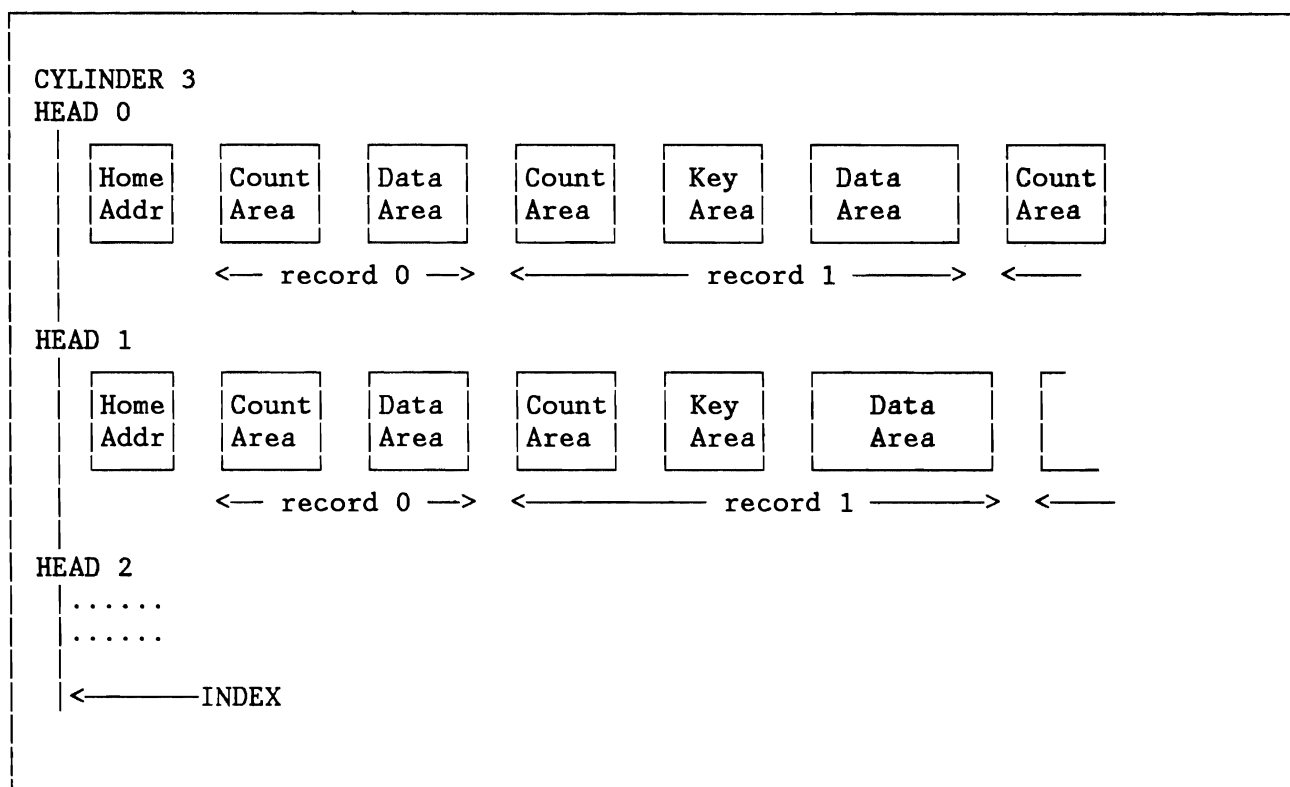 CYLINDER 3
HEAD 0
Home Count Data Count Key Data Count
Addr Area Area Area Area Area Area
<— record 0 —> <———— record 1 ————> <——
HEAD 1
Home Count Data Count Key Data
Addr Area Area Area Area Area
<— record 0 —> <———— record 1 ————> <——
HEAD 2
......
......
<————INDEX